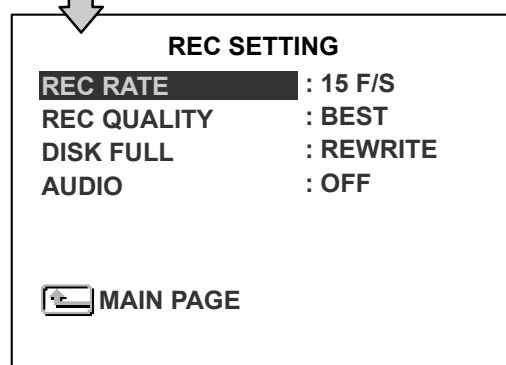 REC SETTING
REC RATE : 15 F/S
REC QUALITY : BEST
DISK FULL : REWRITE
AUDIO : OFF
MAIN PAGE